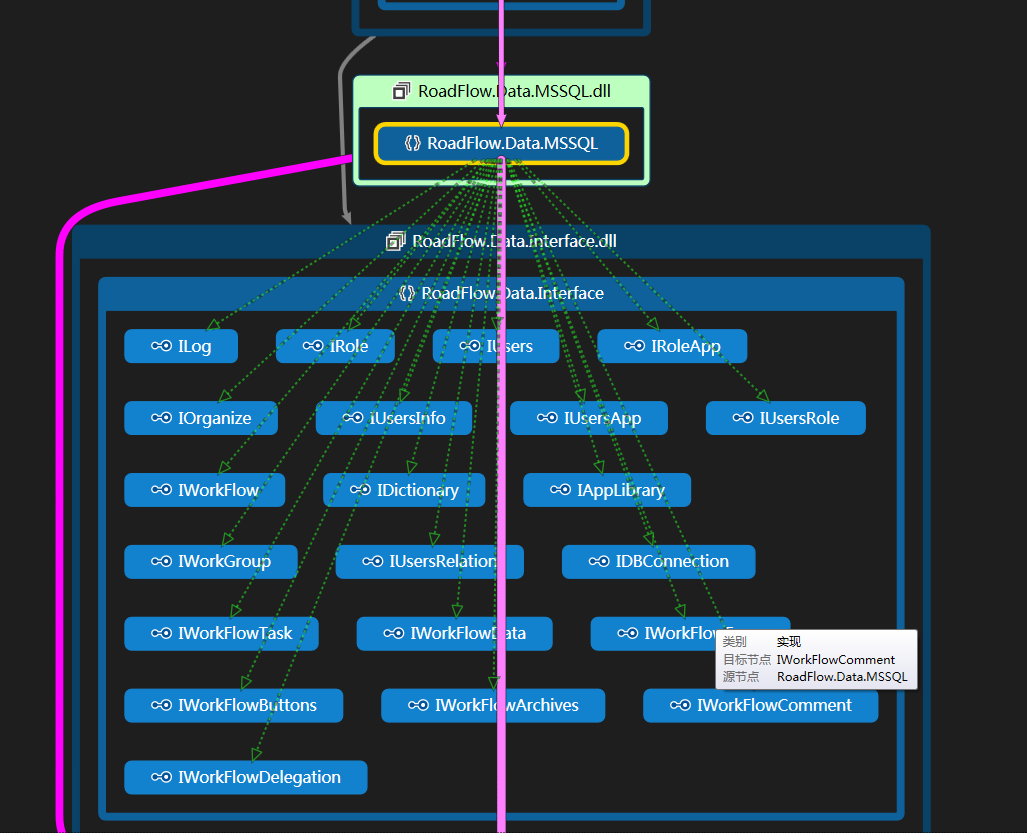 RoadFlow.Data.MSSQL.dll
RoadFlow.Data.MSSQL
RoadFlow.Data.Interface.dll
RoadFlow.Data.Interface
ILog
IRole
IUsers
IRoleApp
IOrganize
IUsersInfo
IUsersApp
IUsersRole
IWorkFlow
IDictionary
IAppLibrary
IWorkGroup
IUsersRelation
IDBConnection
IWorkFlowTask
IWorkFlowData
类别 实现
目标节点 IWorkFlowComment
源节点 RoadFlow.Data.MSSQL
IWorkFlowButtons
IWorkFlowArchives
IWorkFlowComment
IWorkFlowDelegation